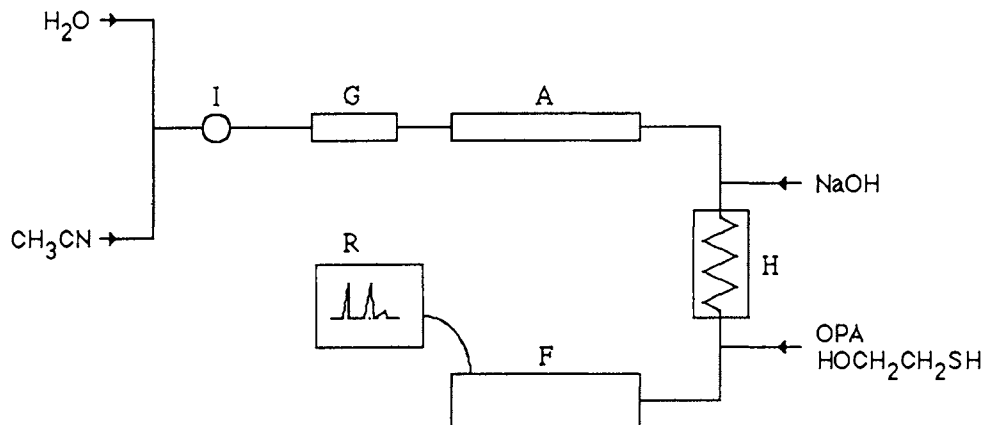 H₂O
I
G
A
NaOH
CH₃CN
R
H
OPA
HOCH₂CH₂SH
F